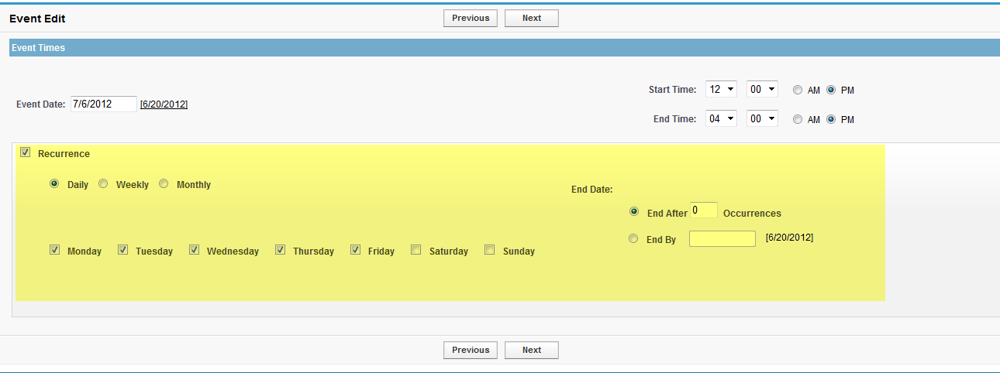 Event Edit
Previous Next
Event Times
Start Time: 12 00 AM PM
Event Date: 7/6/2012 [6/20/2012]
End Time: 04 00 AM PM
Recurrence
Daily Weekly Monthly
End Date:
End After 0 Occurrences
End By [6/20/2012]
Monday Tuesday Wednesday Thursday Friday Saturday Sunday
Previous Next